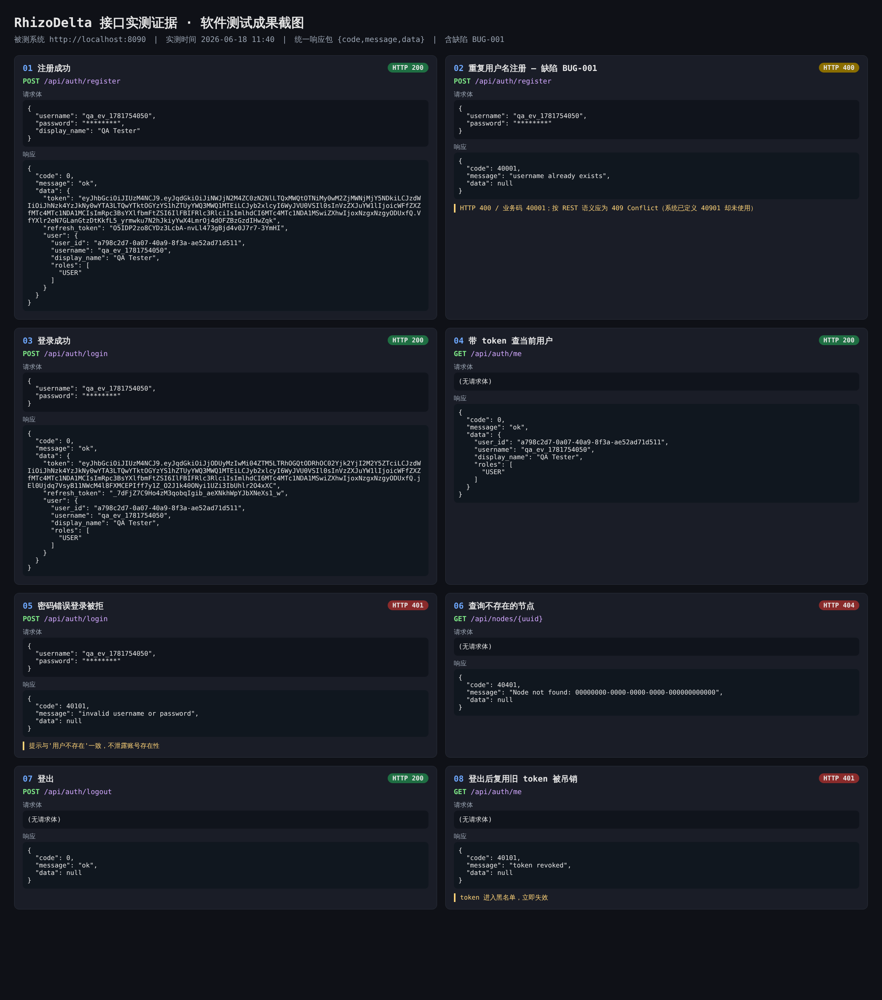 RhizoDelta 接口实测证据 · 软件测试成果截图
被测系统 http://localhost:8090 | 实测时间 2026-06-18 11:40 | 统一响应包 {code,message,data} | 含缺陷 BUG-001
01 注册成功
HTTP 200
POST /api/auth/register
请求体
{
  "username": "qa_ev_1781754050",
  "password": "********",
  "display_name": "QA Tester"
}
响应
{
  "code": 0,
  "message": "ok",
  "data": {
    "token": "eyJhbGciOiJIUzM4NCJ9.eyJqdGkiOiJiNWJjN2M4ZC0zN2NlLTQxMWQtOTNiMy0wM2ZjMWNjMjY5NDkiLCJzdW
IiOiJhNzk4YzJkNy0wYTA3LTQwYTktOGYzYS1hZTUyYWQ3MWQ1MTEiLCJyb2xlcyI6WyJVU0VSIl0sInVzZXJuYW1lIjoicWFfZXZ
fMTc4MTc1NDA1MCIsImRpc3BsYXlfbmFtZSI6IlFBIFRlc3RlciIsImlhdCI6MTc4MTc1NDA1MSwiZXhwIjoxNzgxNzgyODUxfQ.V
fYXlr2eN7GLanGtzDtKkfL5_yrmwku7N2hJkiyYwX4LmrOj4dOFZBzGzdIHwZqk",
    "refresh_token": "O5IDP2zo8CYDz3LcbA-nvLl473gBjd4v0J7r7-3YmHI",
    "user": {
      "user_id": "a798c2d7-0a07-40a9-8f3a-ae52ad71d511",
      "username": "qa_ev_1781754050",
      "display_name": "QA Tester",
      "roles": [
        "USER"
      ]
    }
  }
}
02 重复用户名注册 — 缺陷 BUG-001
HTTP 400
POST /api/auth/register
请求体
{
  "username": "qa_ev_1781754050",
  "password": "********"
}
响应
{
  "code": 40001,
  "message": "username already exists",
  "data": null
}
HTTP 400 / 业务码 40001；按 REST 语义应为 409 Conflict（系统已定义 40901 却未使用）
03 登录成功
HTTP 200
POST /api/auth/login
请求体
{
  "username": "qa_ev_1781754050",
  "password": "********"
}
响应
{
  "code": 0,
  "message": "ok",
  "data": {
    "token": "eyJhbGciOiJIUzM4NCJ9.eyJqdGkiOiJjODUyMzIwMi04ZTM5LTRhOGQtODRhOC02Yjk2YjI2M2Y5ZTciLCJzdW
IiOiJhNzk4YzJkNy0wYTA3LTQwYTktOGYzYS1hZTUyYWQ3MWQ1MTEiLCJyb2xlcyI6WyJVU0VSIl0sInVzZXJuYW1lIjoicWFfZXZ
fMTc4MTc1NDA1MCIsImRpc3BsYXlfbmFtZSI6IlFBIFRlc3RlciIsImlhdCI6MTc4MTc1NDA1MSwiZXhwIjoxNzgxNzgyODUxfQ.j
El0Ujdq7VsyB11NWcM4l8FXMCEPIff7y1Z_O2J1k40ONyi1UZi3IbUhlr2O4xXC",
    "refresh_token": "_7dFjZ7C9Ho4zM3qobqIgib_aeXNkhWpYJbXNeXs1_w",
    "user": {
      "user_id": "a798c2d7-0a07-40a9-8f3a-ae52ad71d511",
      "username": "qa_ev_1781754050",
      "display_name": "QA Tester",
      "roles": [
        "USER"
      ]
    }
  }
}
04 带 token 查当前用户
HTTP 200
GET /api/auth/me
请求体
(无请求体)
响应
{
  "code": 0,
  "message": "ok",
  "data": {
    "user_id": "a798c2d7-0a07-40a9-8f3a-ae52ad71d511",
    "username": "qa_ev_1781754050",
    "display_name": "QA Tester",
    "roles": [
      "USER"
    ]
  }
}
05 密码错误登录被拒
HTTP 401
POST /api/auth/login
请求体
{
  "username": "qa_ev_1781754050",
  "password": "********"
}
响应
{
  "code": 40101,
  "message": "invalid username or password",
  "data": null
}
提示与'用户不存在'一致，不泄露账号存在性
06 查询不存在的节点
HTTP 404
GET /api/nodes/{uuid}
请求体
(无请求体)
响应
{
  "code": 40401,
  "message": "Node not found: 00000000-0000-0000-0000-000000000000",
  "data": null
}
07 登出
HTTP 200
POST /api/auth/logout
请求体
(无请求体)
响应
{
  "code": 0,
  "message": "ok",
  "data": null
}
08 登出后复用旧 token 被吊销
HTTP 401
GET /api/auth/me
请求体
(无请求体)
响应
{
  "code": 40101,
  "message": "token revoked",
  "data": null
}
token 进入黑名单，立即失效